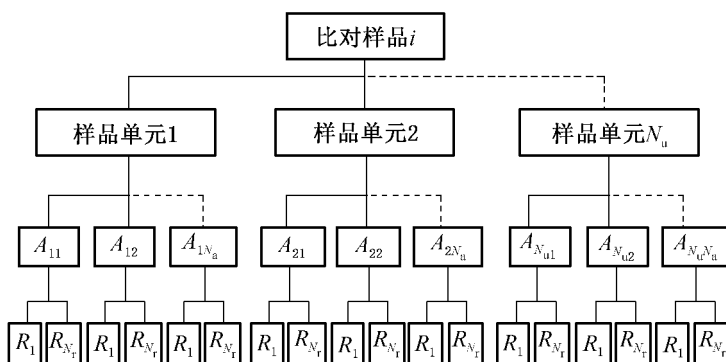 比对样品i
样品单元1 样品单元2 样品单元Nᵤ
A₁₁ A₁₂ A₁Nₐ A₂₁ A₂₂ A₂Nᵤ ANᵤ₁ ANᵤ₂ ANᵤNₐ
R₁ RNᵣ R₁ RNᵣ R₁ RNᵣ R₁ RNᵣ R₁ RNᵣ R₁ RNᵣ R₁ RNᵣ R₁ RNᵣ R₁ RNᵣ